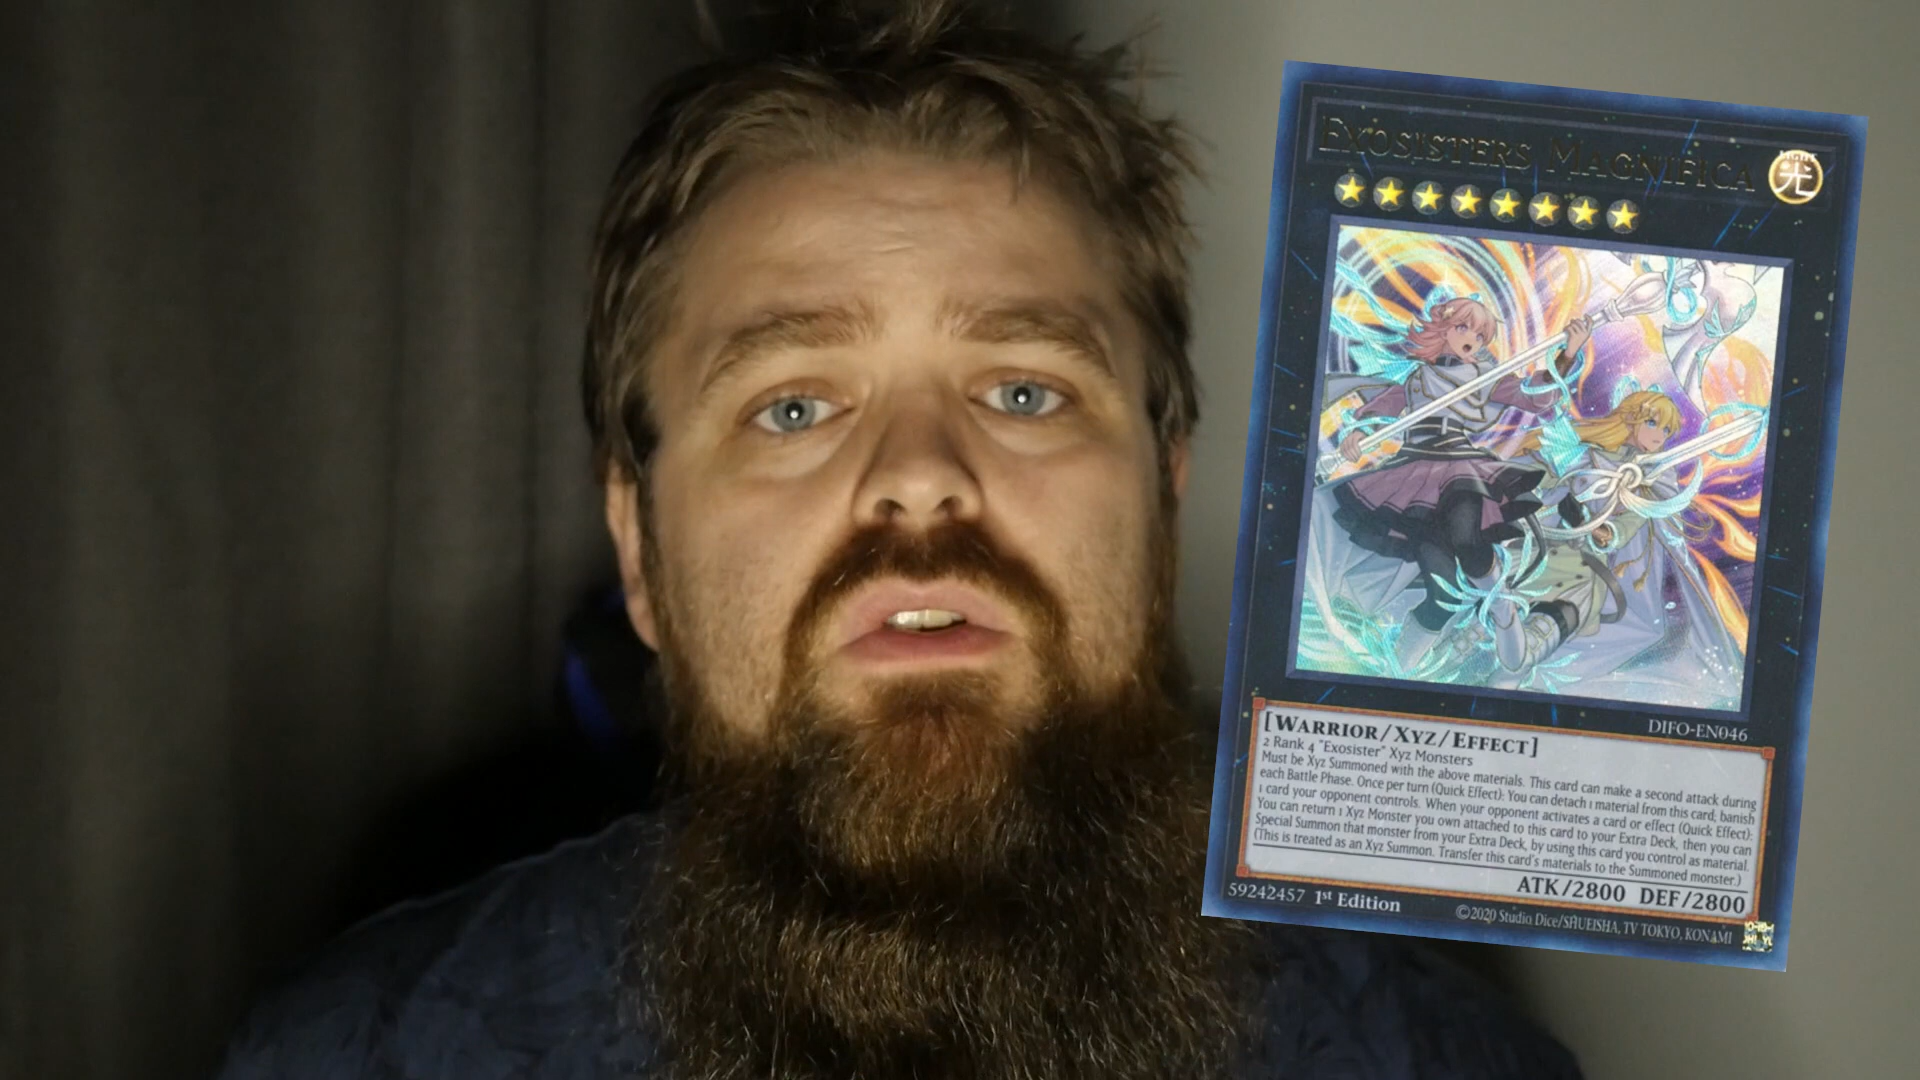 EXOSISTERS MAGNIFICA
LIGHT
光
DIFO-EN046
[WARRIOR/XYZ/EFFECT]
2 Rank 4 "Exosister" Xyz Monsters
Must be Xyz Summoned with the above materials. This card can make a second attack during
each Battle Phase. Once per turn (Quick Effect): You can detach 1 material from this card; banish
1 card your opponent controls. When your opponent activates a card or effect (Quick Effect):
You can return 1 Xyz Monster you own attached to this card to your Extra Deck, then you can
Special Summon that monster from your Extra Deck, by using this card you control as material.
(This is treated as an Xyz Summon. Transfer this card's materials to the Summoned monster.)
ATK/2800 DEF/2800
59242457 1st Edition
©2020 Studio Dice/SHUEISHA, TV TOKYO, KONAMI